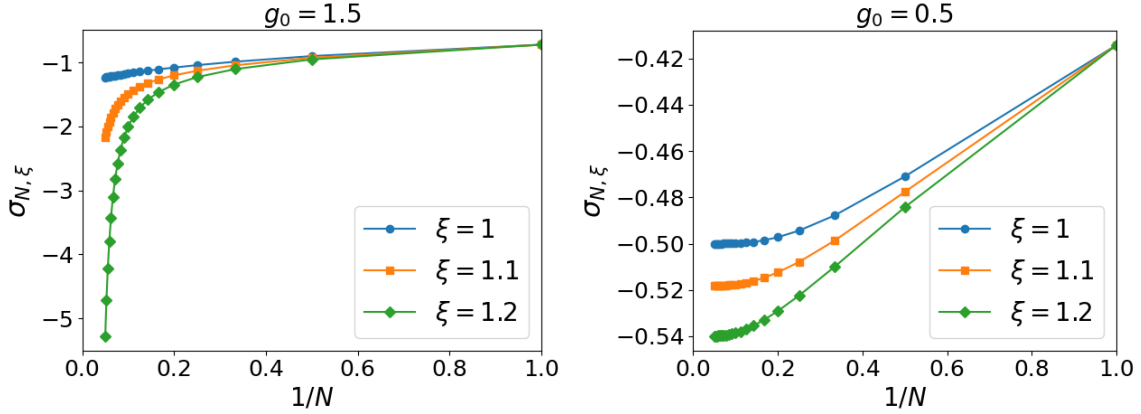 g₀ = 1.5
σ_{N, ξ}
−1
−2
−3
−4
−5
ξ = 1
ξ = 1.1
ξ = 1.2
0.0 0.2 0.4 0.6 0.8 1.0
1/N
g₀ = 0.5
σ_{N, ξ}
−0.42
−0.44
−0.46
−0.48
−0.50
−0.52
−0.54
ξ = 1
ξ = 1.1
ξ = 1.2
0.0 0.2 0.4 0.6 0.8 1.0
1/N